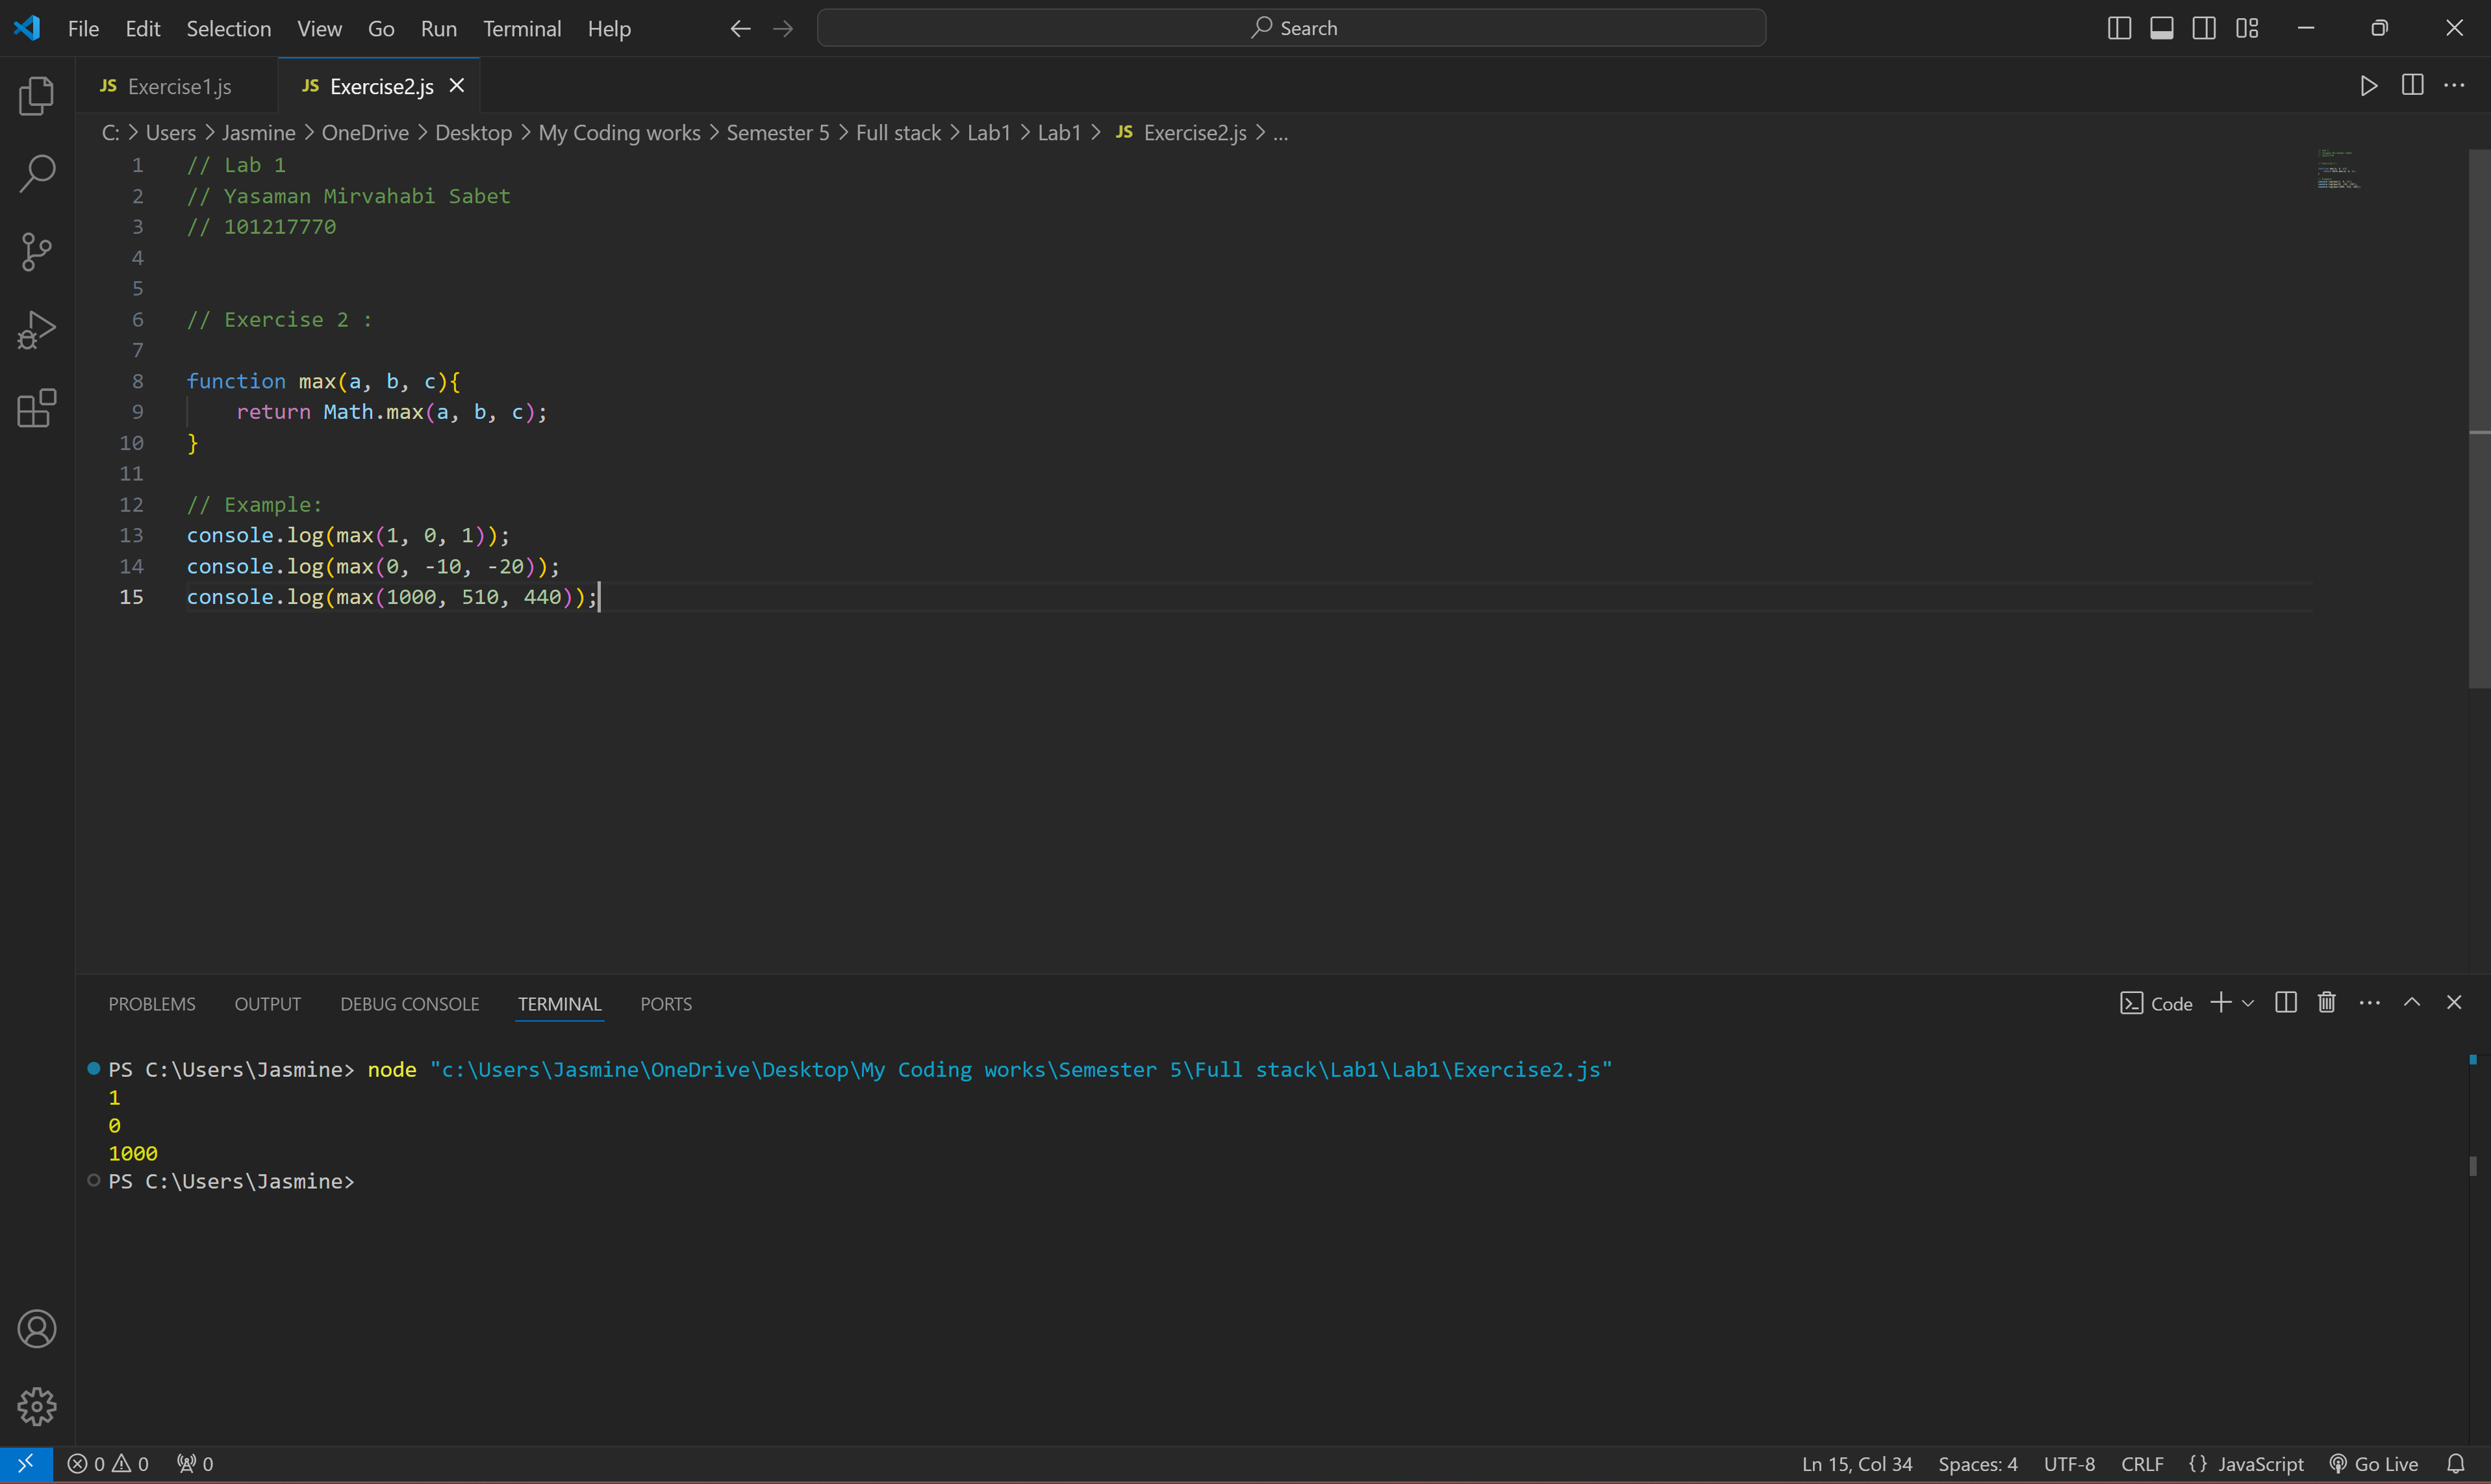 File Edit Selection View Go Run Terminal Help Search
JS Exercise1.js JS Exercise2.js
C: > Users > Jasmine > OneDrive > Desktop > My Coding works > Semester 5 > Full stack > Lab1 > Lab1 > JS Exercise2.js > ...
1 // Lab 1
2 // Yasaman Mirvahabi Sabet
3 // 101217770
4
5
6 // Exercise 2 :
7
8 function max(a, b, c){
9     return Math.max(a, b, c);
10 }
11
12 // Example:
13 console.log(max(1, 0, 1));
14 console.log(max(0, -10, -20));
15 console.log(max(1000, 510, 440));
PROBLEMS OUTPUT DEBUG CONSOLE TERMINAL PORTS Code
PS C:\Users\Jasmine> node "c:\Users\Jasmine\OneDrive\Desktop\My Coding works\Semester 5\Full stack\Lab1\Lab1\Exercise2.js"
1
0
1000
PS C:\Users\Jasmine>
0 0 0 Ln 15, Col 34 Spaces: 4 UTF-8 CRLF {} JavaScript Go Live